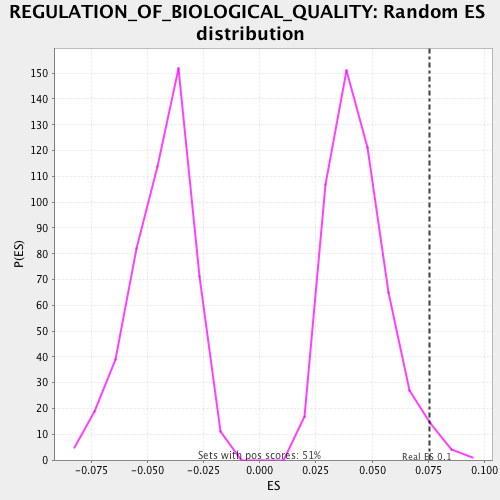 REGULATION_OF_BIOLOGICAL_QUALITY: Random ES
distribution
P(ES)
150
140
130
120
110
100
90
80
70
60
50
40
30
20
10
0
Sets with pos scores: 51%
Real ES 0.1
-0.075 -0.050 -0.025 0.000 0.025 0.050 0.075 0.100
ES